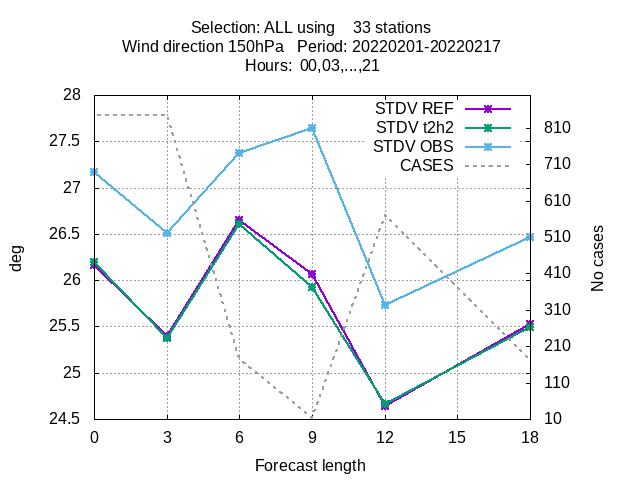 Selection: ALL using    33 stations
Wind direction 150hPa   Period: 20220201-20220217
Hours:  00,03,...,21
STDV REF
STDV t2h2
STDV OBS
CASES
28
27.5
27
26.5
26
25.5
25
24.5
810
710
610
510
410
310
210
110
10
deg
No cases
0 3 6 9 12 15 18
Forecast length